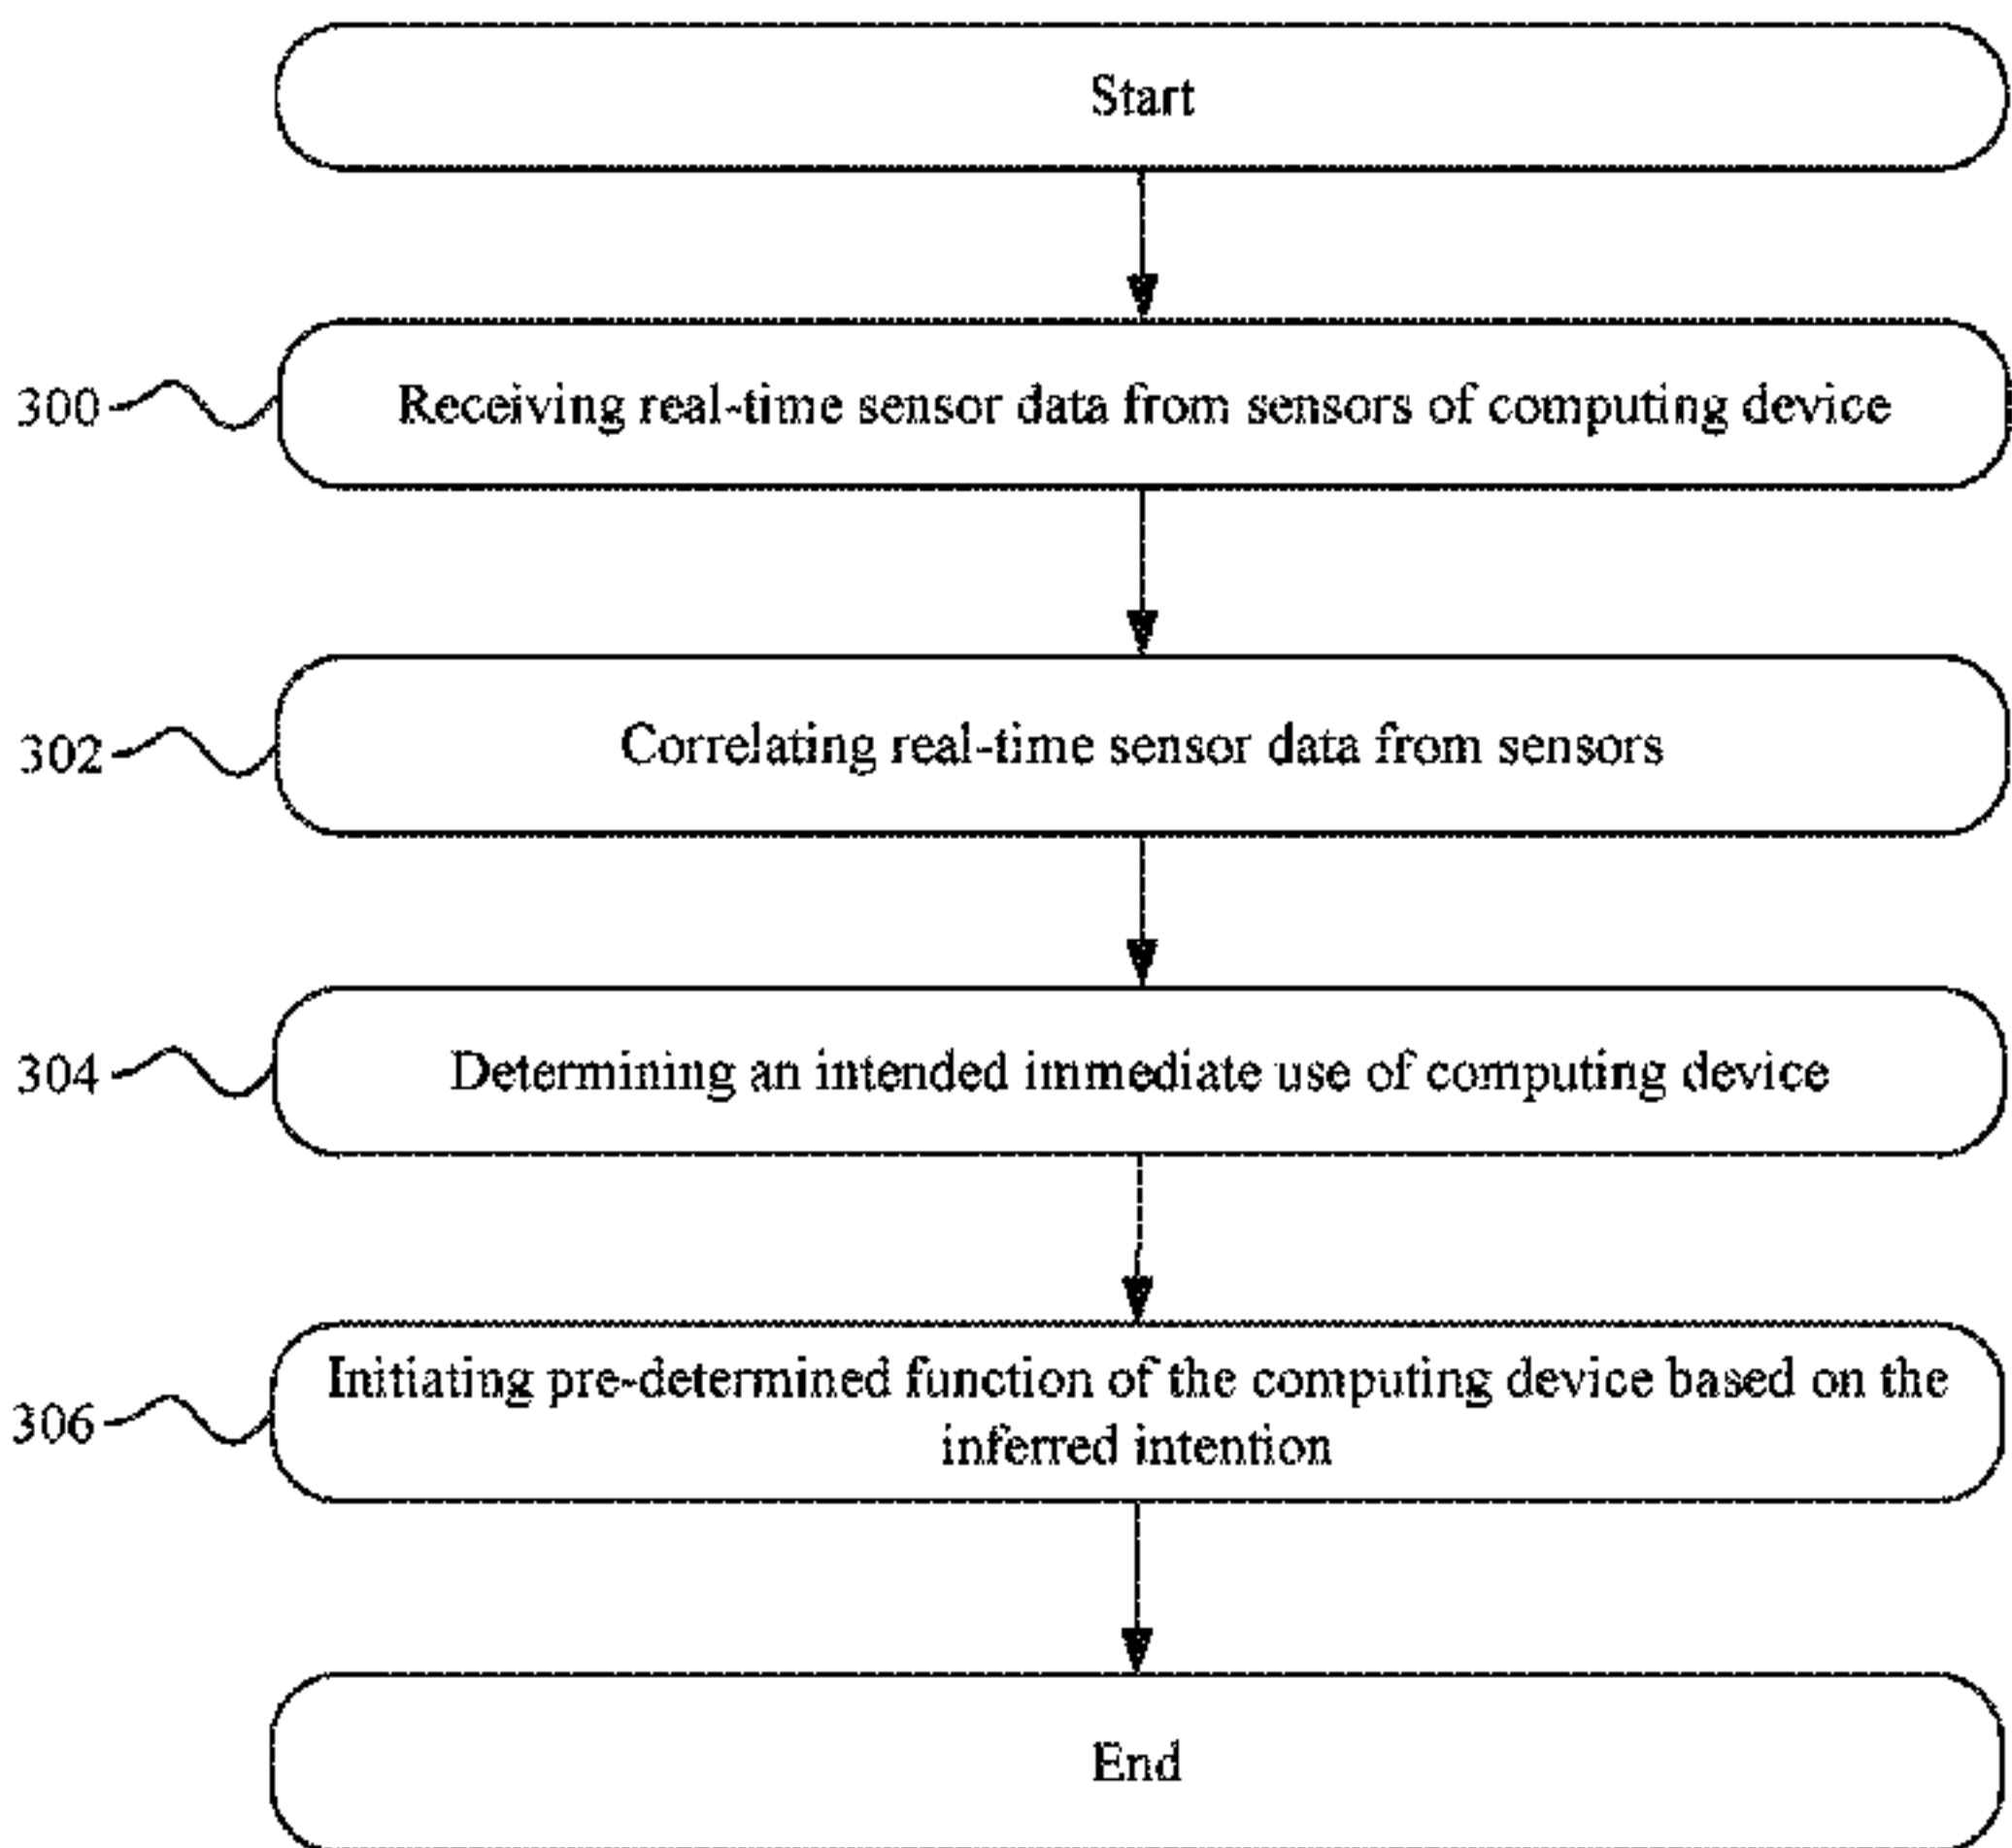 Start
300
Receiving real-time sensor data from sensors of computing device
302
Correlating real-time sensor data from sensors
304
Determining an intended immediate use of computing device
306
Initiating pre-determined function of the computing device based on the
inferred intention
End